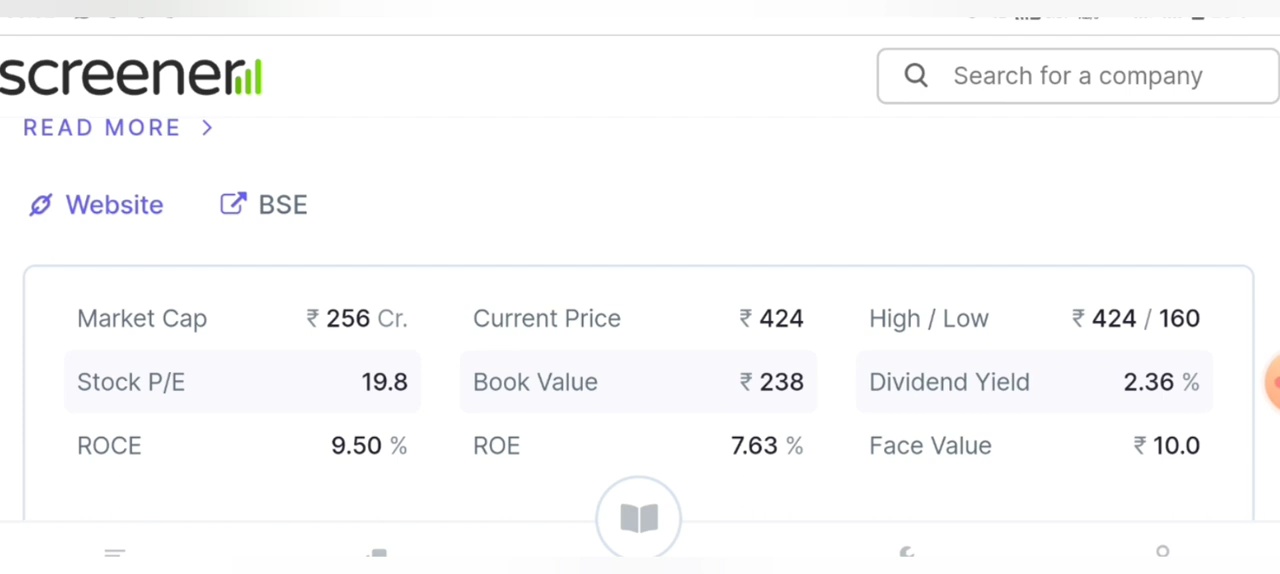 screener
Search for a company
READ MORE >
Website BSE
Market Cap ₹ 256 Cr. Current Price ₹ 424 High / Low ₹ 424 / 160
Stock P/E 19.8 Book Value ₹ 238 Dividend Yield 2.36 %
ROCE 9.50 % ROE 7.63 % Face Value ₹ 10.0